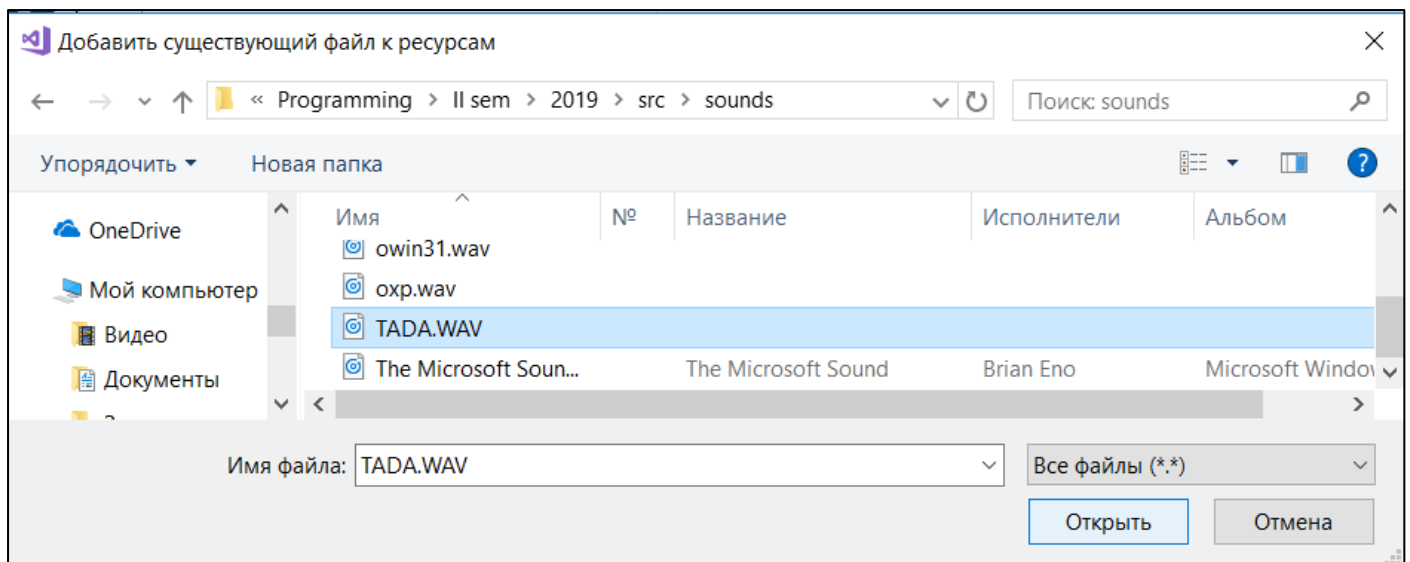 Добавить существующий файл к ресурсам
« Programming > II sem > 2019 > src > sounds
Поиск: sounds
Упорядочить
Новая папка
OneDrive
Мой компьютер
Видео
Документы
Имя № Название Исполнители Альбом
owin31.wav
oxp.wav
TADA.WAV
The Microsoft Soun... The Microsoft Sound Brian Eno Microsoft Window
Имя файла: TADA.WAV
Все файлы (*.*)
Открыть Отмена